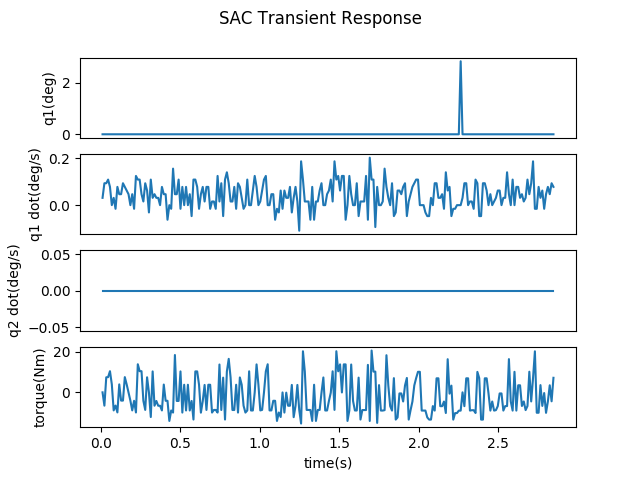 SAC Transient Response
q1(deg)
2
0
q1 dot(deg/s)
0.2
0.0
q2 dot(deg/s)
0.05
0.00
−0.05
torque(Nm)
20
0
0.0 0.5 1.0 1.5 2.0 2.5
time(s)